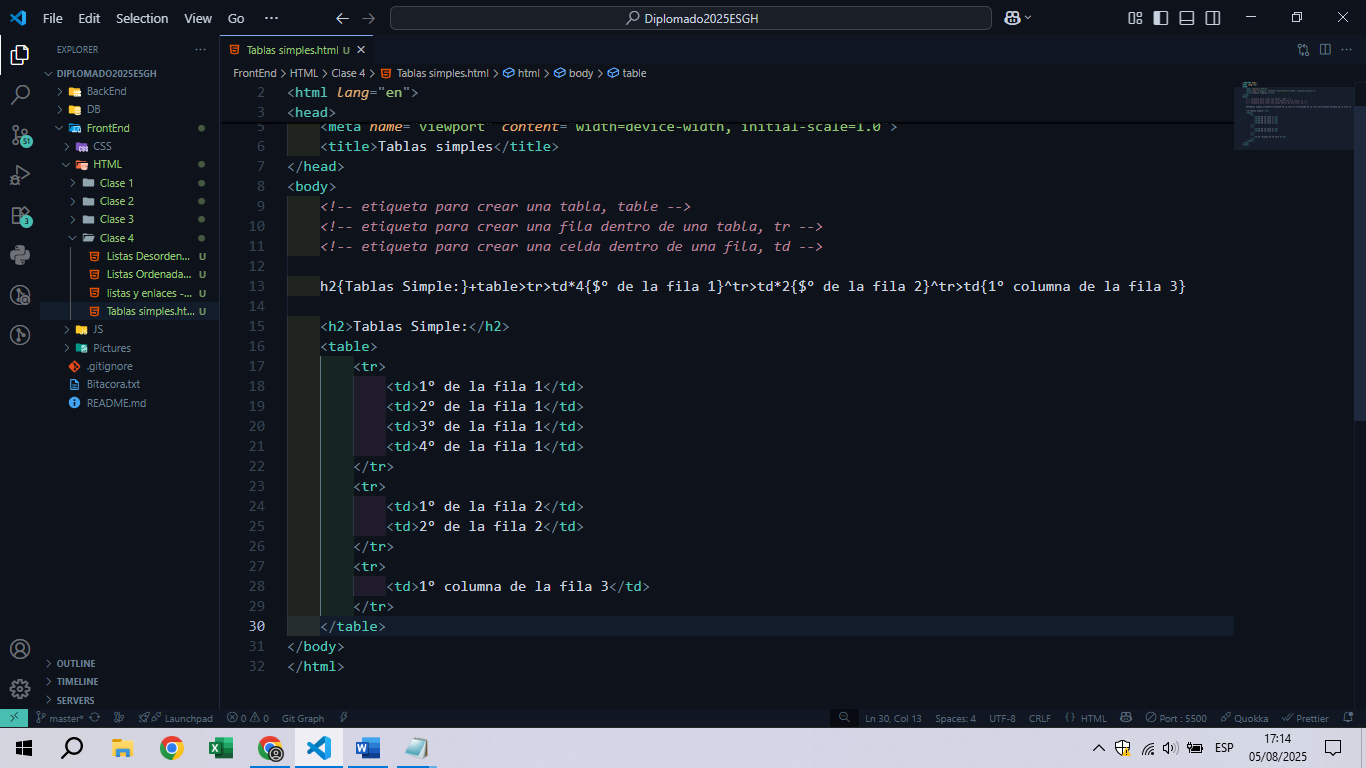 File Edit Selection View Go ···
Diplomado2025ESGH
EXPLORER ···
DIPLOMADO2025ESGH
BackEnd
DB
FrontEnd
CSS
HTML
Clase 1
Clase 2
Clase 3
Clase 4
Listas Desorden... U
Listas Ordenada... U
listas y enlaces -... U
Tablas simples.ht... U
JS
Pictures
.gitignore
Bitacora.txt
README.md
OUTLINE
TIMELINE
SERVERS
51
3
Tablas simples.html U
FrontEnd > HTML > Clase 4 > Tablas simples.html > html > body > table
2 <html lang="en">
3 <head>
5 <meta name="viewport" content="width=device-width, initial-scale=1.0">
6 <title>Tablas simples</title>
7 </head>
8 <body>
9 <!-- etiqueta para crear una tabla, table -->
10 <!-- etiqueta para crear una fila dentro de una tabla, tr -->
11 <!-- etiqueta para crear una celda dentro de una fila, td -->
12
13 h2{Tablas Simple:}+table>tr>td*4{$º de la fila 1}^tr>td*2{$º de la fila 2}^tr>td{1º columna de la fila 3}
14
15 <h2>Tablas Simple:</h2>
16 <table>
17 <tr>
18 <td>1º de la fila 1</td>
19 <td>2º de la fila 1</td>
20 <td>3º de la fila 1</td>
21 <td>4º de la fila 1</td>
22 </tr>
23 <tr>
24 <td>1º de la fila 2</td>
25 <td>2º de la fila 2</td>
26 </tr>
27 <tr>
28 <td>1º columna de la fila 3</td>
29 </tr>
30 </table>
31 </body>
32 </html>
master* Launchpad 0 0 Git Graph Ln 30, Col 13 Spaces: 4 UTF-8 CRLF {} HTML Port : 5500 Quokka Prettier
ESP
17:14
05/08/2025